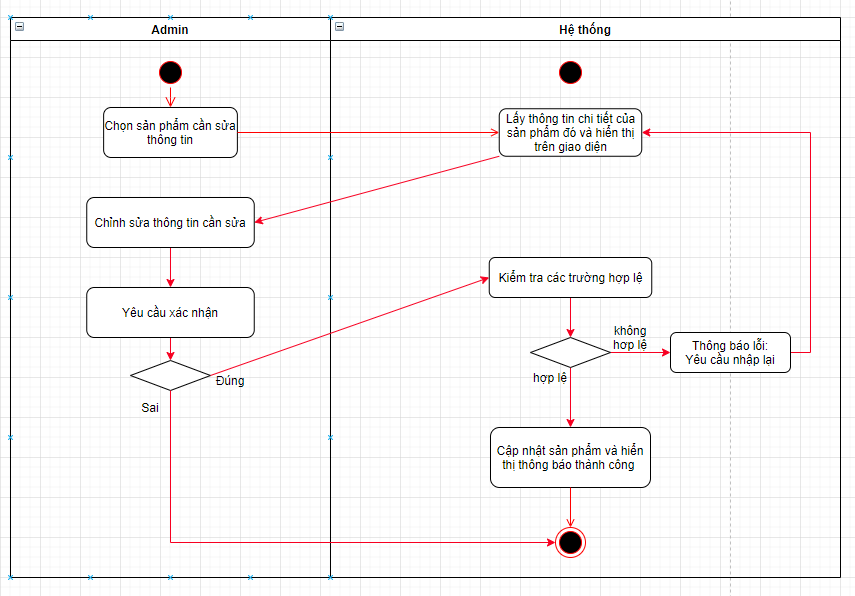 Admin
Hệ thống
Chọn sản phẩm cần sửa
thông tin
Lấy thông tin chi tiết của
sản phẩm đó và hiển thị
trên giao diện
Chỉnh sửa thông tin cần sửa
Yêu cầu xác nhận
Kiểm tra các trường hợp lệ
không
hợp lệ
Thông báo lỗi:
Yêu cầu nhập lại
Đúng
hợp lệ
Sai
Cập nhật sản phẩm và hiển
thị thông báo thành công